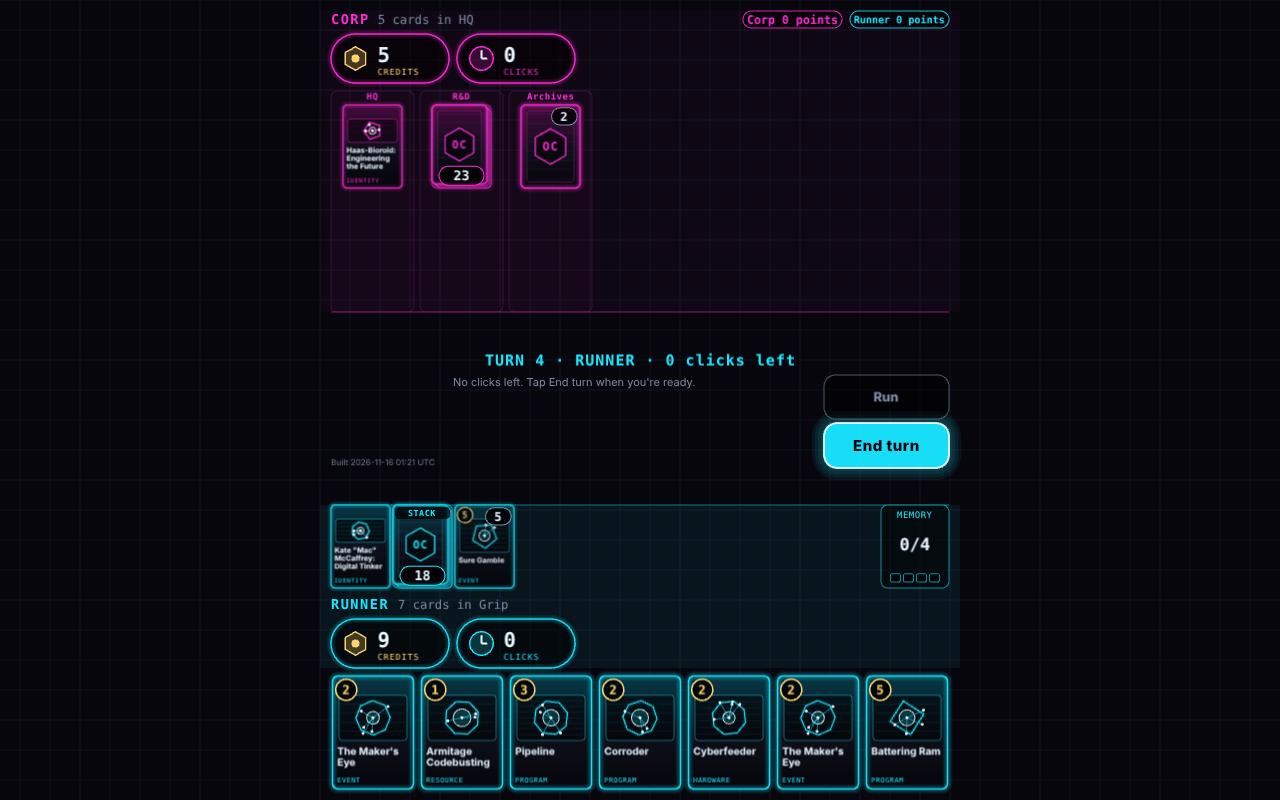 CORP 5 cards in HQ
Corp 0 points
Runner 0 points
5
CREDITS
0
CLICKS
HQ
R&D
Archives
Haas-Bioroid:
Engineering
the Future
IDENTITY
OC
23
2
OC
TURN 4 · RUNNER · 0 clicks left
No clicks left. Tap End turn when you're ready.
Run
End turn
Built 2026-11-16 01:21 UTC
Kate "Mac"
McCaffrey:
Digital Tinker
IDENTITY
STACK
OC
18
5
5
Sure Gamble
EVENT
MEMORY
0/4
RUNNER 7 cards in Grip
9
CREDITS
0
CLICKS
2
The Maker's
Eye
EVENT
1
Armitage
Codebusting
RESOURCE
3
Pipeline
PROGRAM
2
Corroder
PROGRAM
2
Cyberfeeder
HARDWARE
2
The Maker's
Eye
EVENT
5
Battering Ram
PROGRAM